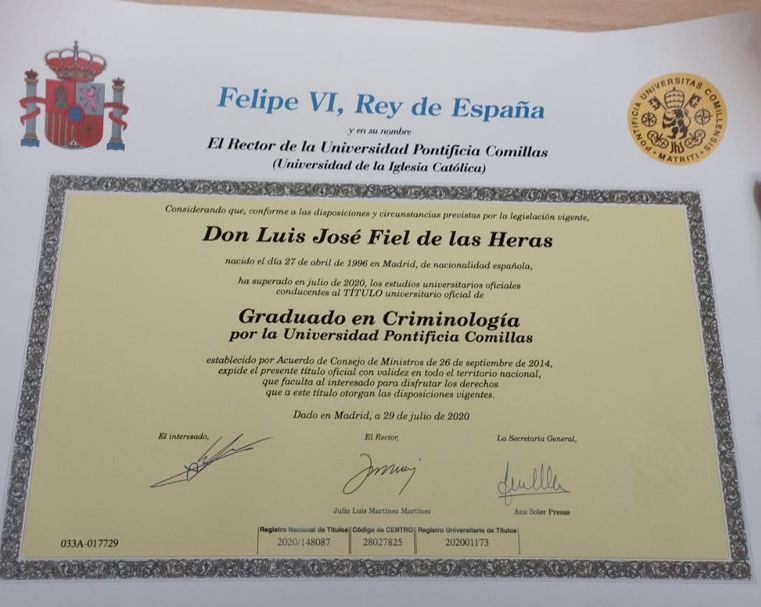 Felipe VI, Rey de España
y en su nombre
El Rector de la Universidad Pontificia Comillas
(Universidad de la Iglesia Católica)
PONTIFICIA UNIVERSITAS COMILLENSIS
MATRITI
Considerando que, conforme a las disposiciones y circunstancias previstas por la legislación vigente,
Don Luis José Fiel de las Heras
nacido el día 27 de abril de 1996 en Madrid, de nacionalidad española,
ha superado en julio de 2020, los estudios universitarios oficiales
conducentes al TÍTULO universitario oficial de
Graduado en Criminología
por la Universidad Pontificia Comillas
establecido por Acuerdo de Consejo de Ministros de 26 de septiembre de 2014,
expide el presente título oficial con validez en todo el territorio nacional,
que faculta al interesado para disfrutar los derechos
que a este título otorgan las disposiciones vigentes.
Dado en Madrid, a 29 de julio de 2020
El interesado, El Rector, La Secretaria General,
Julio Luis Martínez Martínez Ana Soler Presas
Registro Nacional de Títulos Código de CENTRO Registro Universitario de Títulos
033A-017729 2020/148087 28027825 202001173